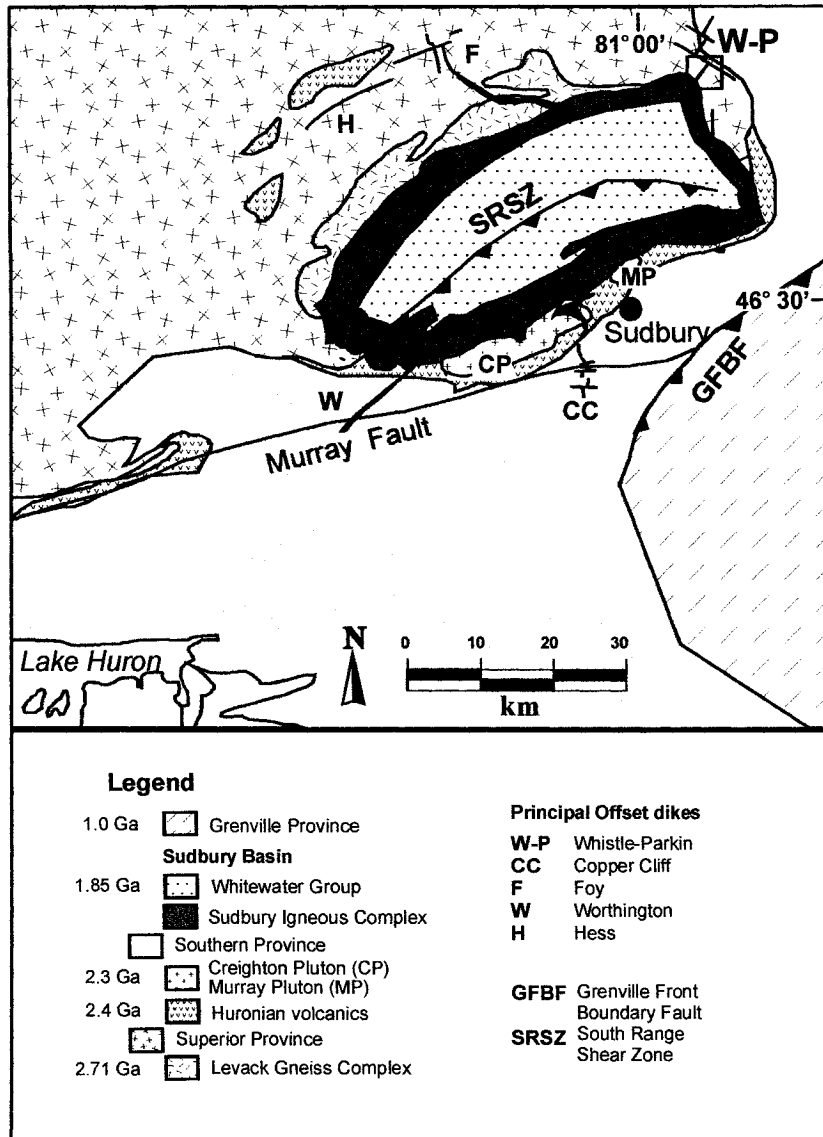 81° 00'
W-P
F
H
SRSZ
MP
46° 30'
Sudbury
CP
GFBF
W
CC
Murray Fault
Lake Huron
N
0 10 20 30
km
Legend
1.0 Ga Grenville Province
Sudbury Basin
1.85 Ga Whitewater Group
Sudbury Igneous Complex
Southern Province
2.3 Ga Creighton Pluton (CP)
Murray Pluton (MP)
2.4 Ga Huronian volcanics
Superior Province
2.71 Ga Levack Gneiss Complex
Principal Offset dikes
W-P Whistle-Parkin
CC Copper Cliff
F Foy
W Worthington
H Hess
GFBF Grenville Front
Boundary Fault
SRSZ South Range
Shear Zone